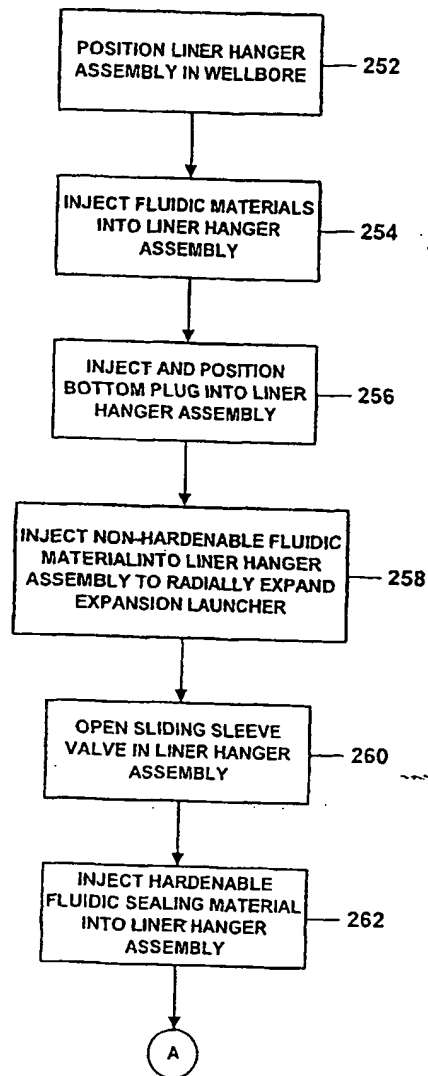 POSITION LINER HANGER
ASSEMBLY IN WELLBORE
252
INJECT FLUIDIC MATERIALS
INTO LINER HANGER
ASSEMBLY
254
INJECT AND POSITION
BOTTOM PLUG INTO LINER
HANGER ASSEMBLY
256
INJECT NON-HARDENABLE FLUIDIC
MATERIALINTO LINER HANGER
ASSEMBLY TO RADIALLY EXPAND
EXPANSION LAUNCHER
258
OPEN SLIDING SLEEVE
VALVE IN LINER HANGER
ASSEMBLY
260
INJECT HARDENABLE
FLUIDIC SEALING MATERIAL
INTO LINER HANGER
ASSEMBLY
262
A